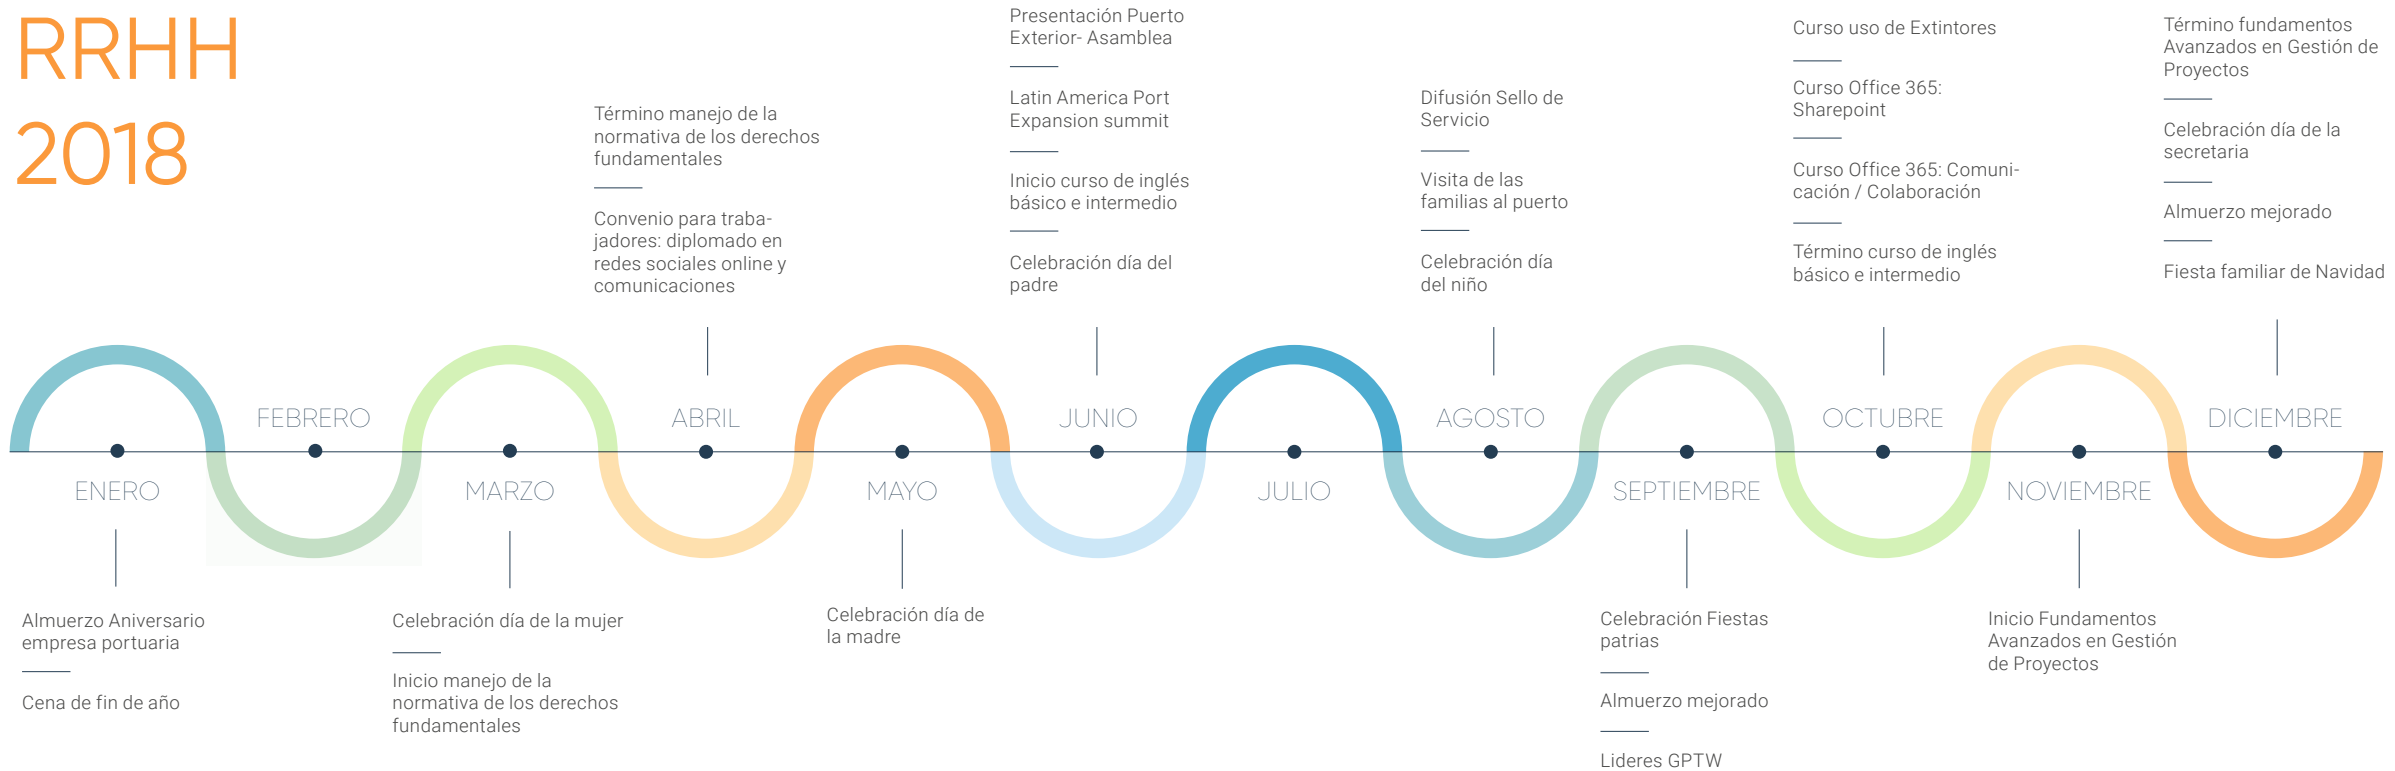 RRHH
2018
Término manejo de la
normativa de los derechos
fundamentales
Convenio para traba-
jadores: diplomado en
redes sociales online y
comunicaciones
Presentación Puerto
Exterior- Asamblea
Latin America Port
Expansion summit
Inicio curso de inglés
básico e intermedio
Celebración día del
padre
Difusión Sello de
Servicio
Visita de las
familias al puerto
Celebración día
del niño
Curso uso de Extintores
Curso Office 365:
Sharepoint
Curso Office 365: Comuni-
cación / Colaboración
Término curso de inglés
básico e intermedio
Término fundamentos
Avanzados en Gestión de
Proyectos
Celebración día de la
secretaria
Almuerzo mejorado
Fiesta familiar de Navidad
FEBRERO
ABRIL
JUNIO
AGOSTO
OCTUBRE
DICIEMBRE
ENERO
MARZO
MAYO
JULIO
SEPTIEMBRE
NOVIEMBRE
Almuerzo Aniversario
empresa portuaria
Cena de fin de año
Celebración día de la mujer
Inicio manejo de la
normativa de los derechos
fundamentales
Celebración día de
la madre
Celebración Fiestas
patrias
Almuerzo mejorado
Lideres GPTW
Inicio Fundamentos
Avanzados en Gestión
de Proyectos